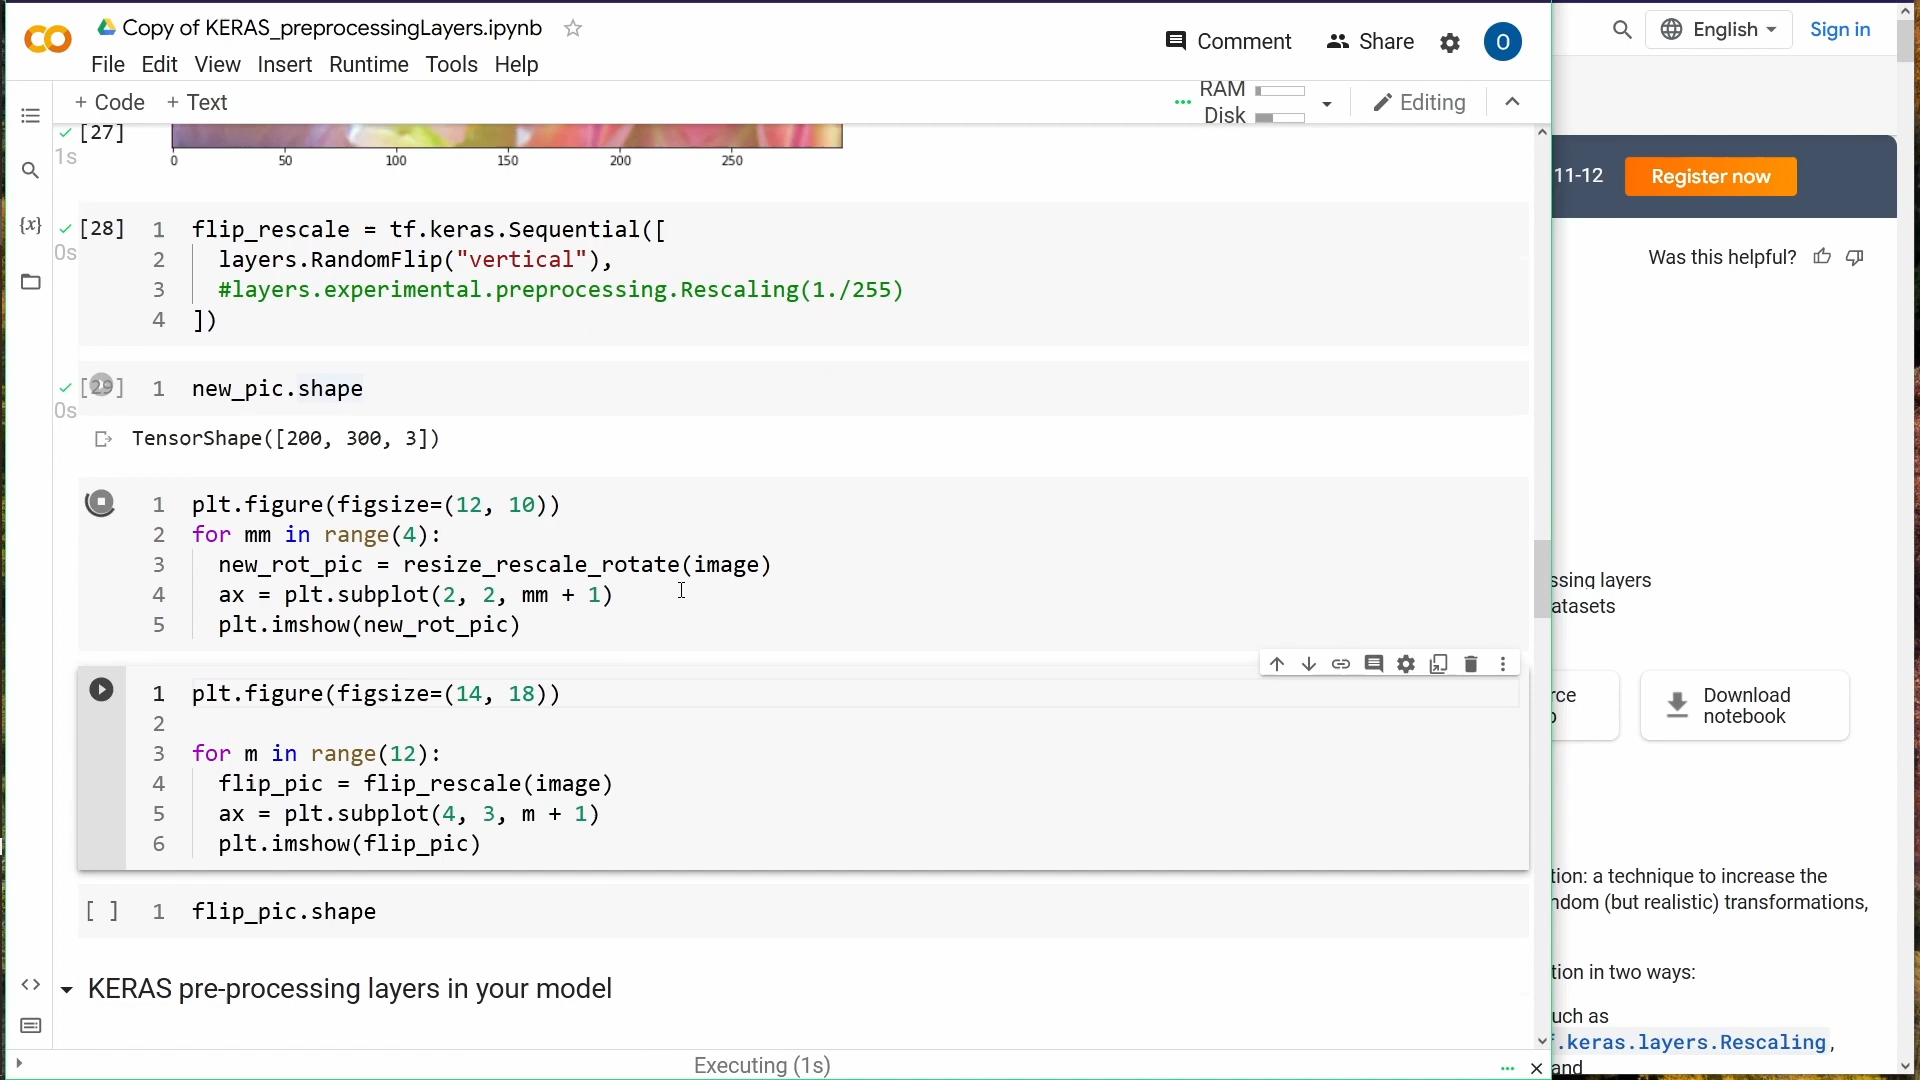 Copy of KERAS_preprocessingLayers.ipynb
File Edit View Insert Runtime Tools Help
Comment Share O
+ Code + Text
RAM
Disk
Editing
English Sign in
[27]
1s
0 50 100 150 200 250
11-12 Register now
Was this helpful?
[28]
0s
1 flip_rescale = tf.keras.Sequential([
2 layers.RandomFlip("vertical"),
3 #layers.experimental.preprocessing.Rescaling(1./255)
4 ])
[29]
0s
1 new_pic.shape
TensorShape([200, 300, 3])
1 plt.figure(figsize=(12, 10))
2 for mm in range(4):
3 new_rot_pic = resize_rescale_rotate(image)
4 ax = plt.subplot(2, 2, mm + 1)
5 plt.imshow(new_rot_pic)
1 plt.figure(figsize=(14, 18))
2
3 for m in range(12):
4 flip_pic = flip_rescale(image)
5 ax = plt.subplot(4, 3, m + 1)
6 plt.imshow(flip_pic)
[ ] 1 flip_pic.shape
KERAS pre-processing layers in your model
Executing (1s)
ssing layers
atasets
rce
Download
notebook
tion: a technique to increase the
ndom (but realistic) transformations,
tion in two ways:
uch as
f.keras.layers.Rescaling,
and